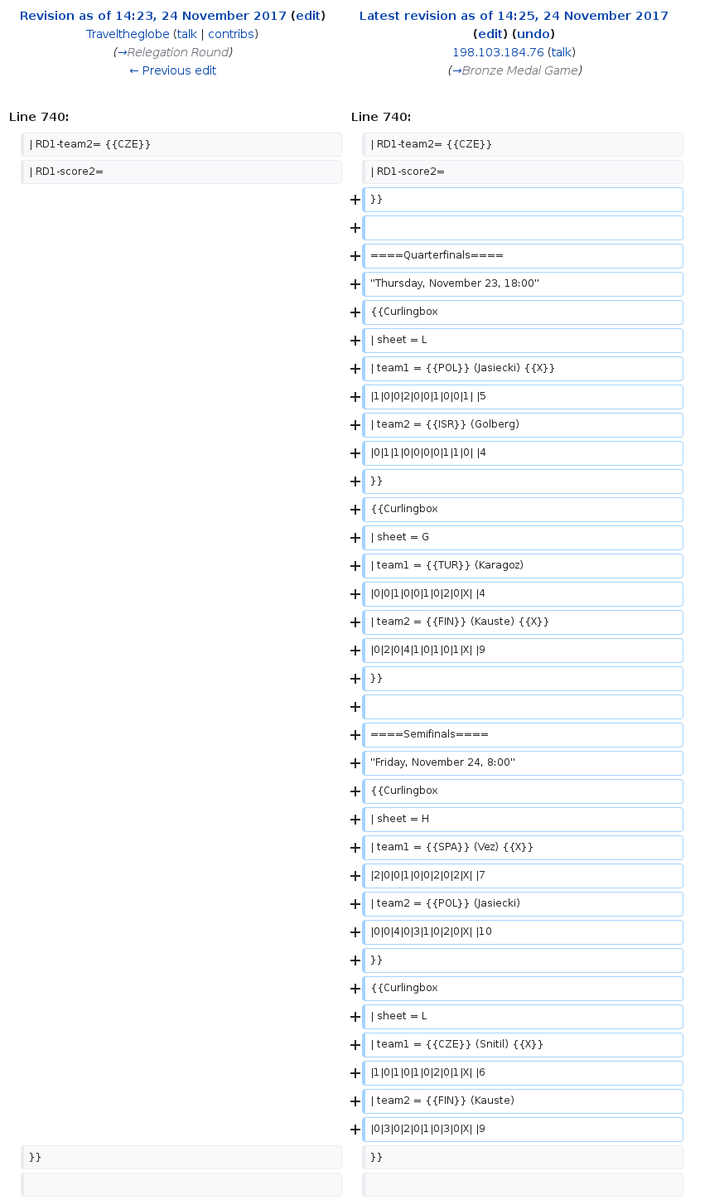 Revision as of 14:23, 24 November 2017 (edit)
Traveltheglobe (talk | contribs)
(→Relegation Round)
← Previous edit
Latest revision as of 14:25, 24 November 2017
(edit) (undo)
198.103.184.76 (talk)
(→Bronze Medal Game)
Line 740:
Line 740:
| RD1-team2= {{CZE}}
| RD1-team2= {{CZE}}
| RD1-score2=
| RD1-score2=
+ }}
+
+ ====Quarterfinals====
+ ''Thursday, November 23, 18:00''
+ {{Curlingbox
+ | sheet = L
+ | team1 = {{POL}} (Jasiecki) {{X}}
+ |1|0|0|2|0|0|1|0|0|1| |5
+ | team2 = {{ISR}} (Golberg)
+ |0|1|1|0|0|0|0|1|1|0| |4
+ }}
+ {{Curlingbox
+ | sheet = G
+ | team1 = {{TUR}} (Karagoz)
+ |0|0|1|0|0|1|0|2|0|X| |4
+ | team2 = {{FIN}} (Kauste) {{X}}
+ |0|2|0|4|1|0|1|0|1|X| |9
+ }}
+
+ ====Semifinals====
+ ''Friday, November 24, 8:00''
+ {{Curlingbox
+ | sheet = H
+ | team1 = {{SPA}} (Vez) {{X}}
+ |2|0|0|1|0|0|2|0|2|X| |7
+ | team2 = {{POL}} (Jasiecki)
+ |0|0|4|0|3|1|0|2|0|X| |10
+ }}
+ {{Curlingbox
+ | sheet = L
+ | team1 = {{CZE}} (Snitil) {{X}}
+ |1|0|1|0|1|0|2|0|1|X| |6
+ | team2 = {{FIN}} (Kauste)
+ |0|3|0|2|0|1|0|3|0|X| |9
}}
}}